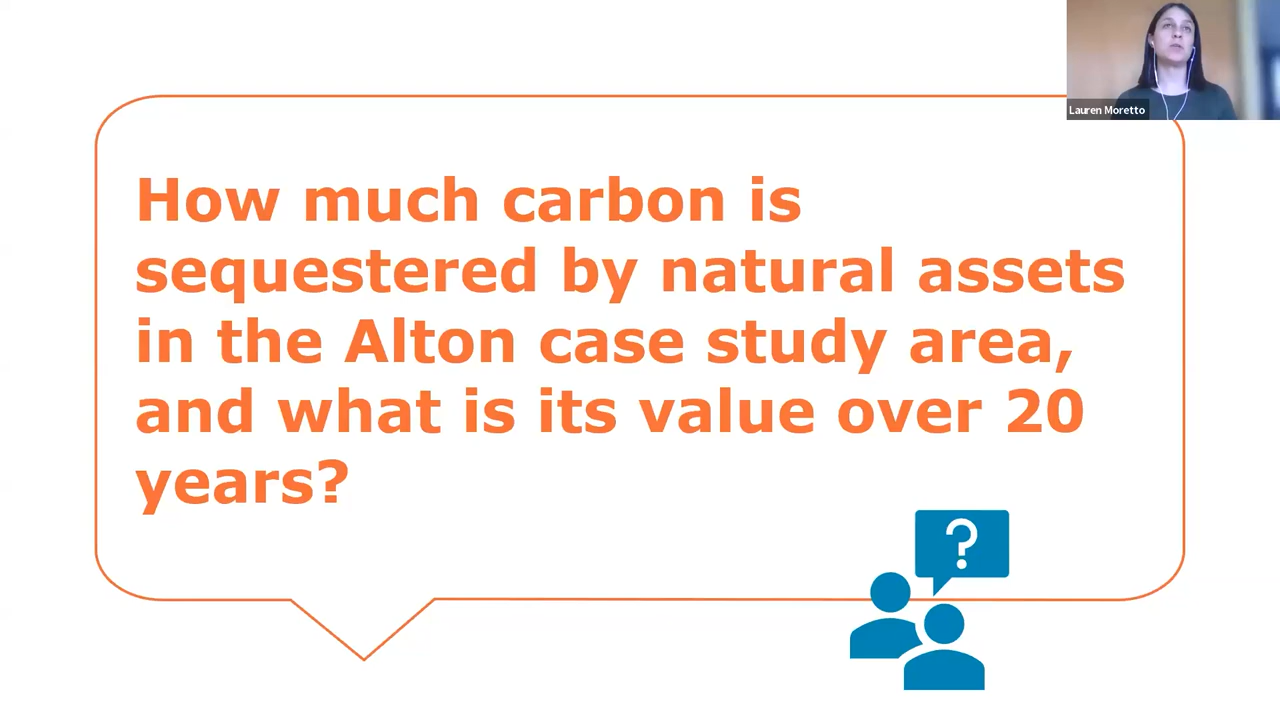 Lauren Moretto
How much carbon is
sequestered by natural assets
in the Alton case study area,
and what is its value over 20
years?
?